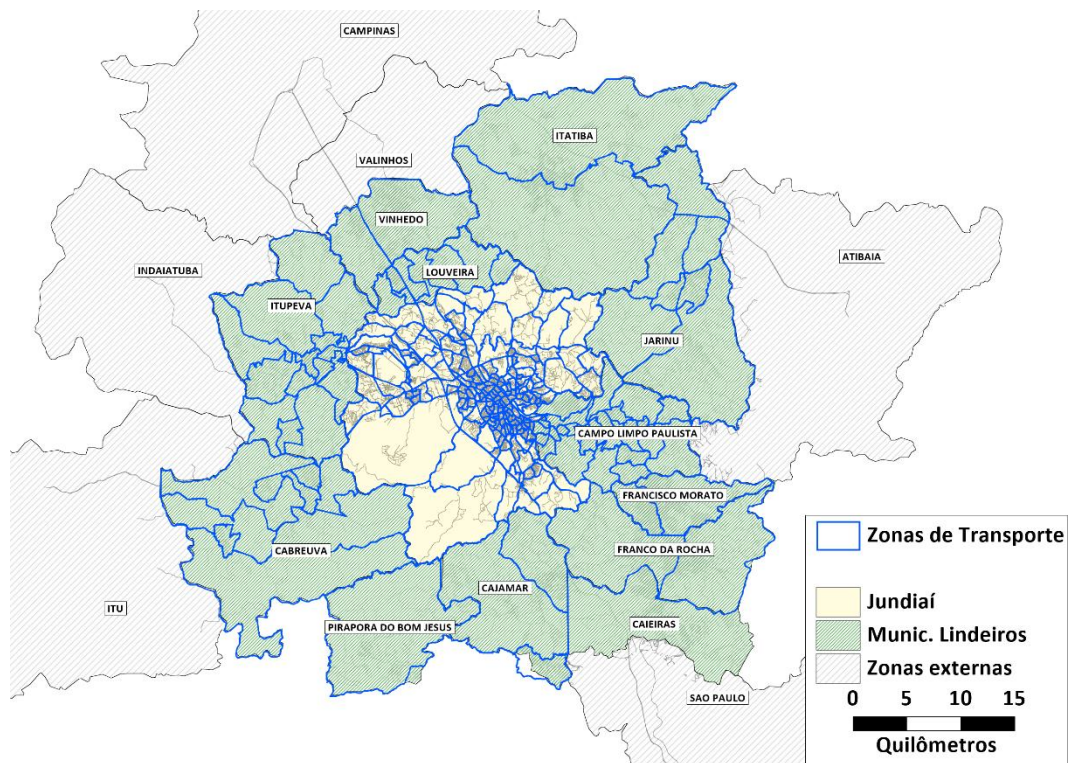 CAMPINAS
ITATIBA
VALINHOS
VINHEDO
ATIBAIA
INDAIATUBA
LOUVEIRA
ITUPEVA
JARINU
CAMPO LIMPO PAULISTA
FRANCISCO MORATO
FRANCO DA ROCHA
CABREUVA
CAJAMAR
ITU
PIRAPORA DO BOM JESUS
CAIEIRAS
SAO PAULO
Zonas de Transporte
Jundiaí
Munic. Lindeiros
Zonas externas
0 5 10 15
Quilômetros